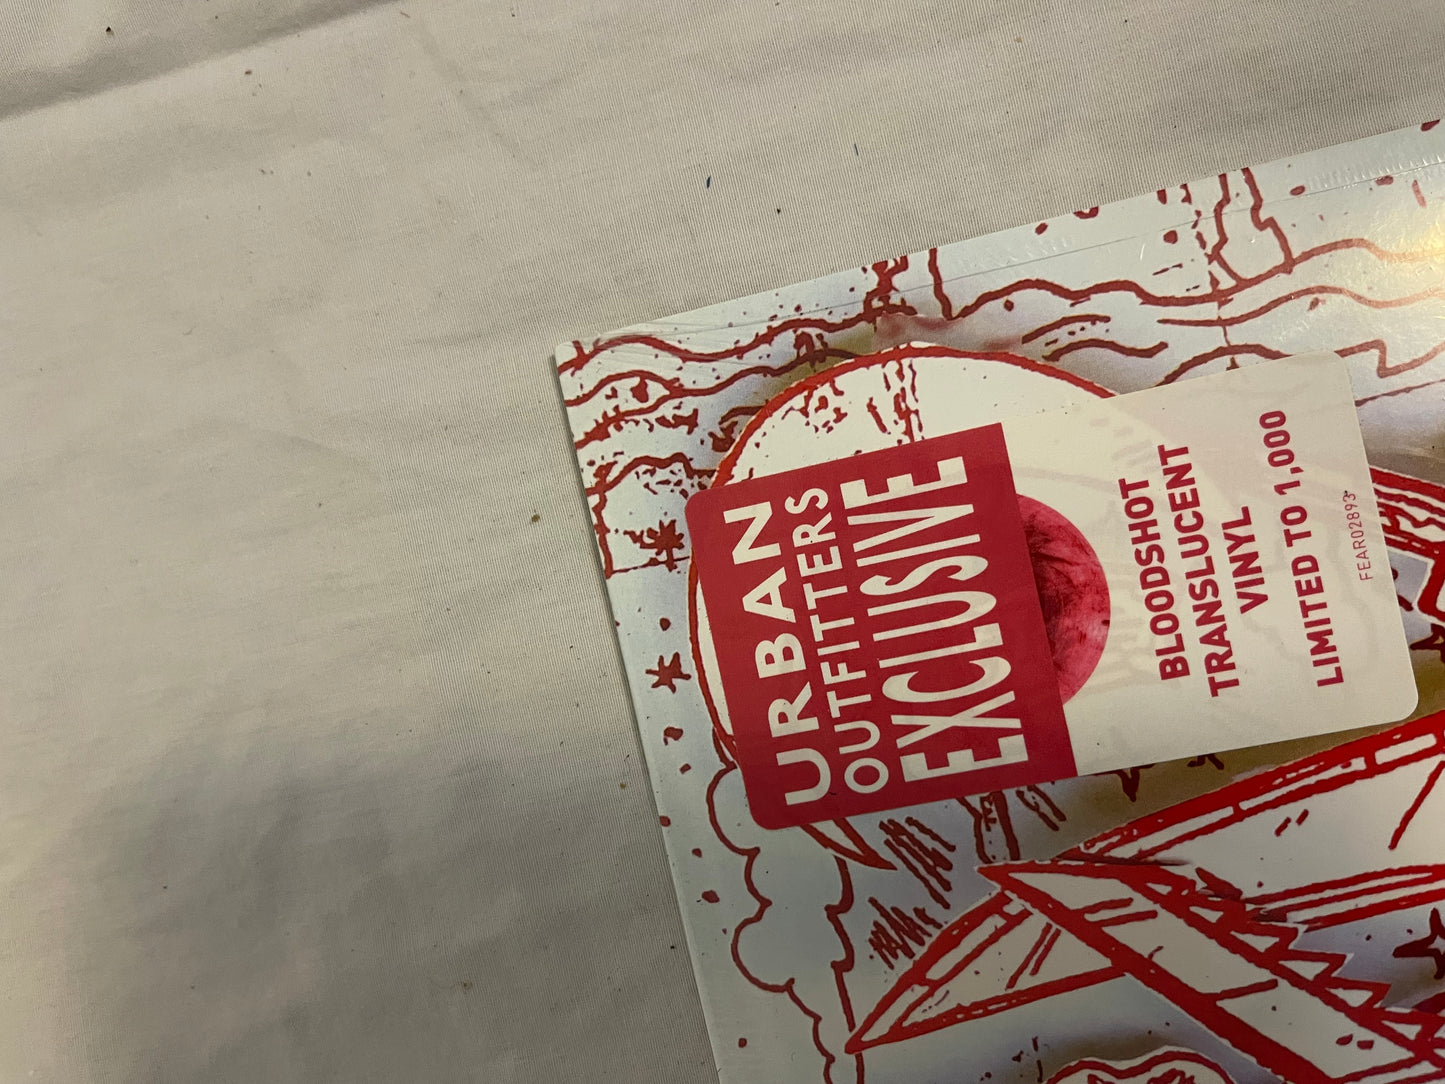 URBAN
OUTFITTERS
EXCLUSIVE
BLOODSHOT
TRANSLUCENT
VINYL
LIMITED TO 1,000
FEAR02893